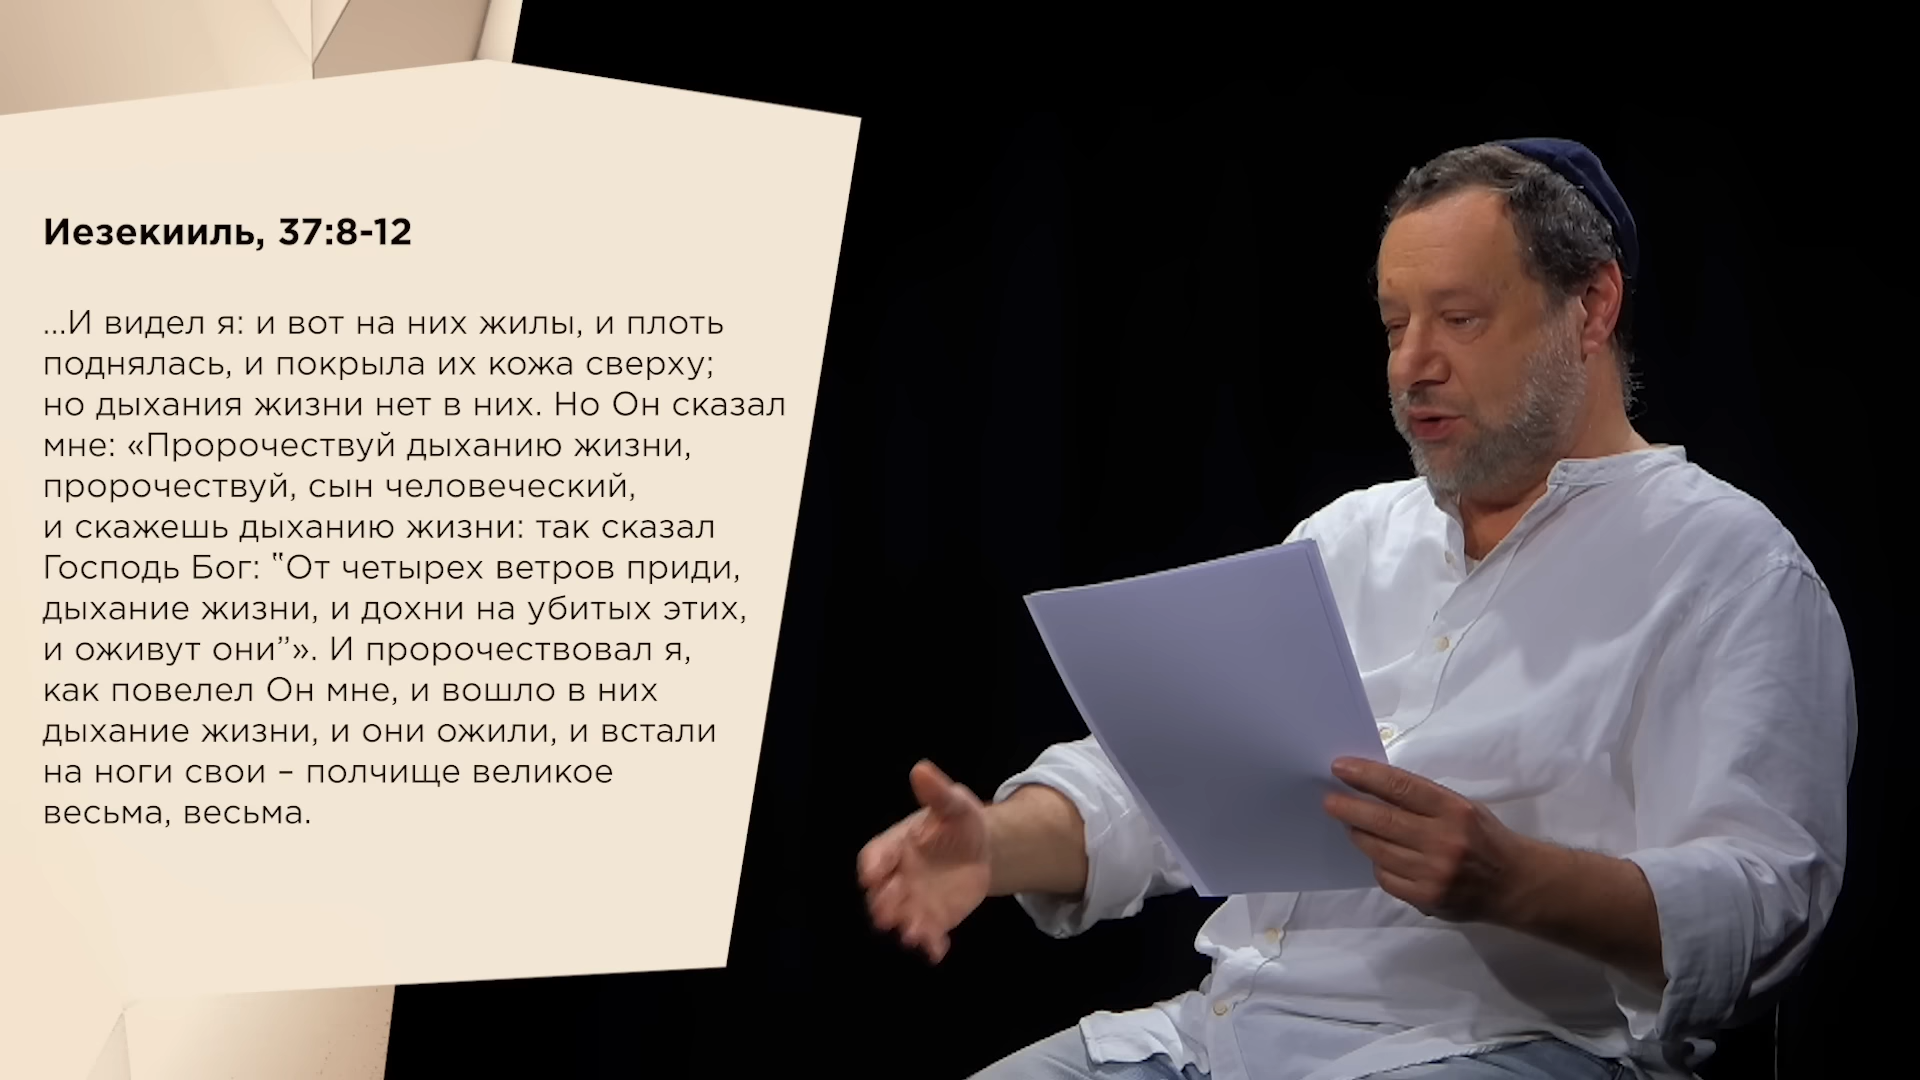 Иезекииль, 37:8-12
...И видел я: и вот на них жилы, и плоть
поднялась, и покрыла их кожа сверху;
но дыхания жизни нет в них. Но Он сказал
мне: «Пророчествуй дыханию жизни,
пророчествуй, сын человеческий,
и скажешь дыханию жизни: так сказал
Господь Бог: ‟От четырех ветров приди,
дыхание жизни, и дохни на убитых этих,
и оживут они”». И пророчествовал я,
как повелел Он мне, и вошло в них
дыхание жизни, и они ожили, и встали
на ноги свои – полчище великое
весьма, весьма.